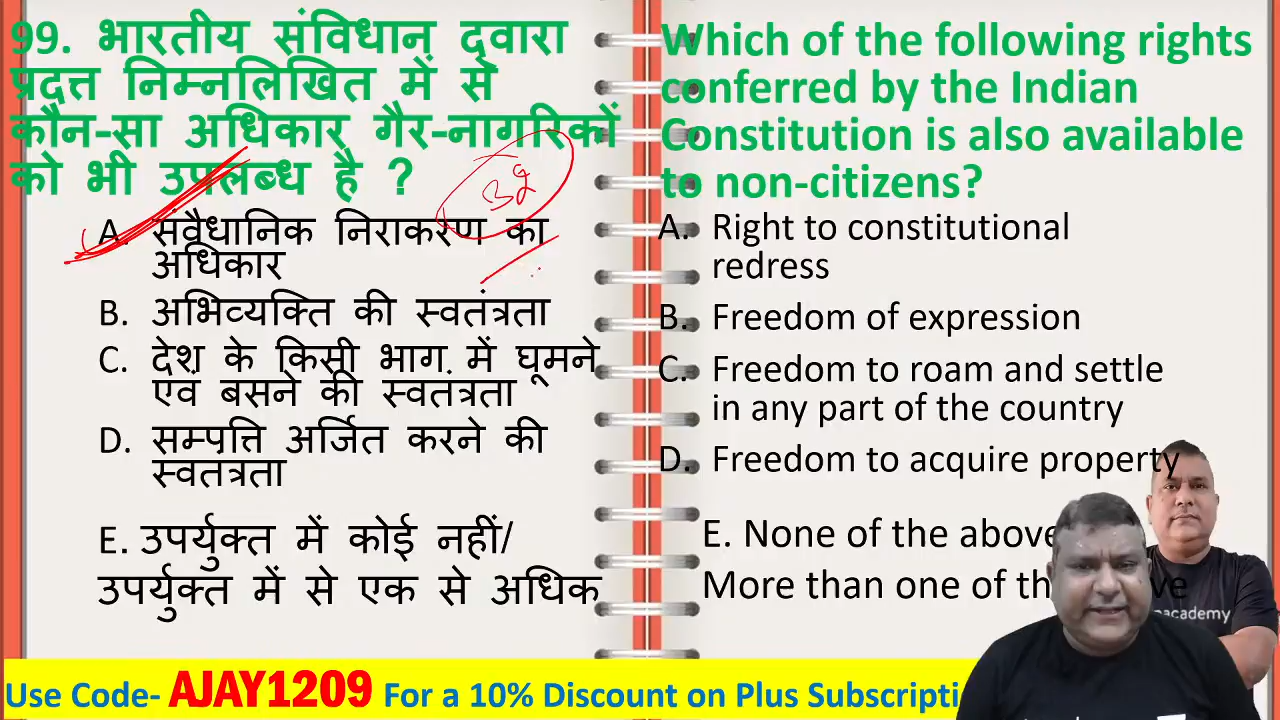 99. भारतीय संविधान द्वारा
प्रदत्त निम्नलिखित में से
कौन-सा अधिकार गैर-नागरिकों
को भी उपलब्ध है ?
A. संवैधानिक निराकरण का
अधिकार
B. अभिव्यक्ति की स्वतंत्रता
C. देश के किसी भाग में घूमने
एवं बसने की स्वतंत्रता
D. सम्पत्ति अर्जित करने की
स्वतंत्रता
E. उपर्युक्त में कोई नहीं/
उपर्युक्त में से एक से अधिक
32
Which of the following rights
conferred by the Indian
Constitution is also available
to non-citizens?
A. Right to constitutional
redress
B. Freedom of expression
C. Freedom to roam and settle
in any part of the country
D. Freedom to acquire property
E. None of the above
More than one of th ve
academy
Use Code- AJAY1209 For a 10% Discount on Plus Subscripti